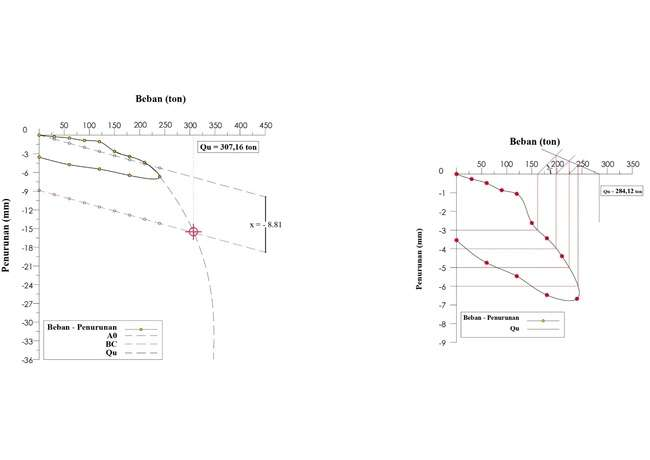 Beban (ton)
0 50 100 150 200 250 300 350 400 450
Qu = 307,16 ton
-3
-6
-9
-12
-15
-18
-21
-24
-27
-30
-33
-36
Penurunan (mm)
x = - 8.81
Beban - Penurunan
A0
BC
Qu
Beban (ton)
50 100 150 200 250 300 350
0
-1
-2
-3
-4
-5
-6
-7
-8
-9
Penurunan (mm)
Qu - 284,12 ton
Beban - Penurunan
Qu